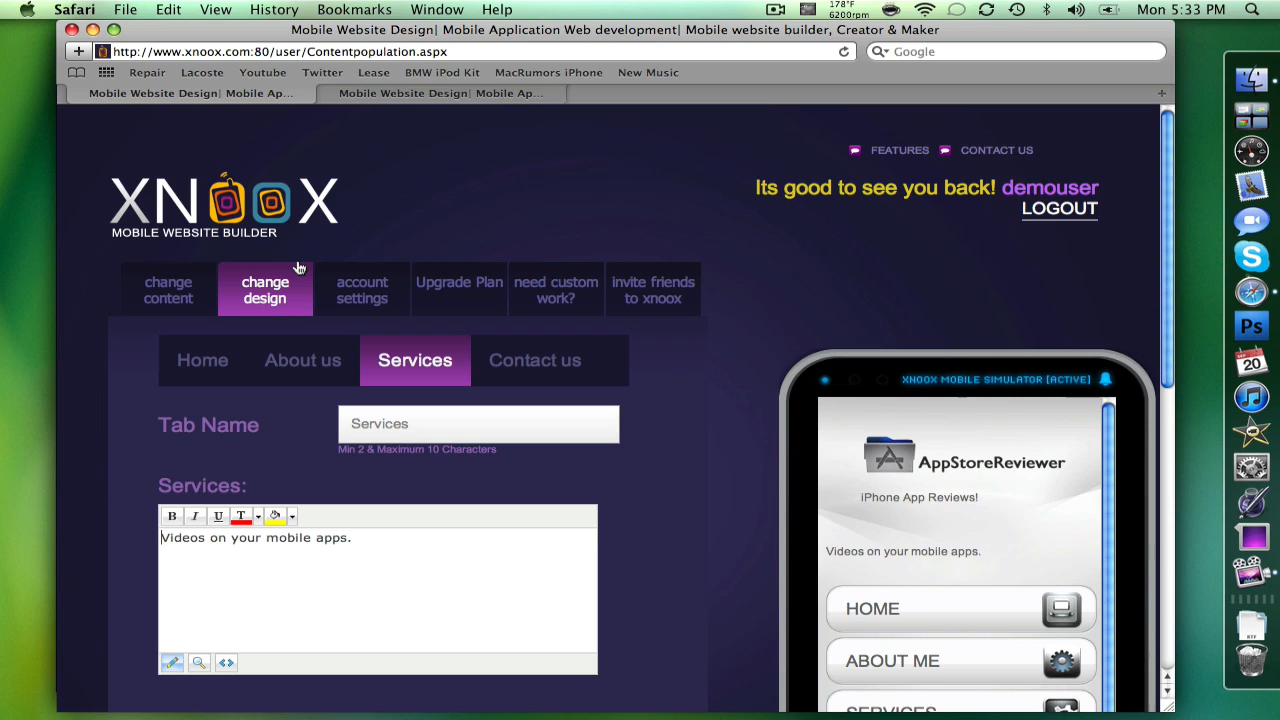 Safari File Edit View History Bookmarks Window Help 178°F 6200rpm Mon 5:33 PM
Mobile Website Design| Mobile Application Web development| Mobile website builder, Creator & Maker
http://www.xnoox.com:80/user/Contentpopulation.aspx Google
Repair Lacoste Youtube Twitter Lease BMW iPod Kit MacRumors iPhone New Music
Mobile Website Design| Mobile Ap... Mobile Website Design| Mobile Ap...
FEATURES CONTACT US
XNOOX
MOBILE WEBSITE BUILDER
Its good to see you back! demouser
LOGOUT
change content
change design
account settings
Upgrade Plan
need custom work?
invite friends to xnoox
Home About us Services Contact us
Tab Name Services
Min 2 & Maximum 10 Characters
Services:
B I U T
Videos on your mobile apps.
XNOOX MOBILE SIMULATOR [ACTIVE]
AppStoreReviewer
iPhone App Reviews!
Videos on your mobile apps.
HOME
ABOUT ME
SERVICES
S
Ps
SEP 20
RTF